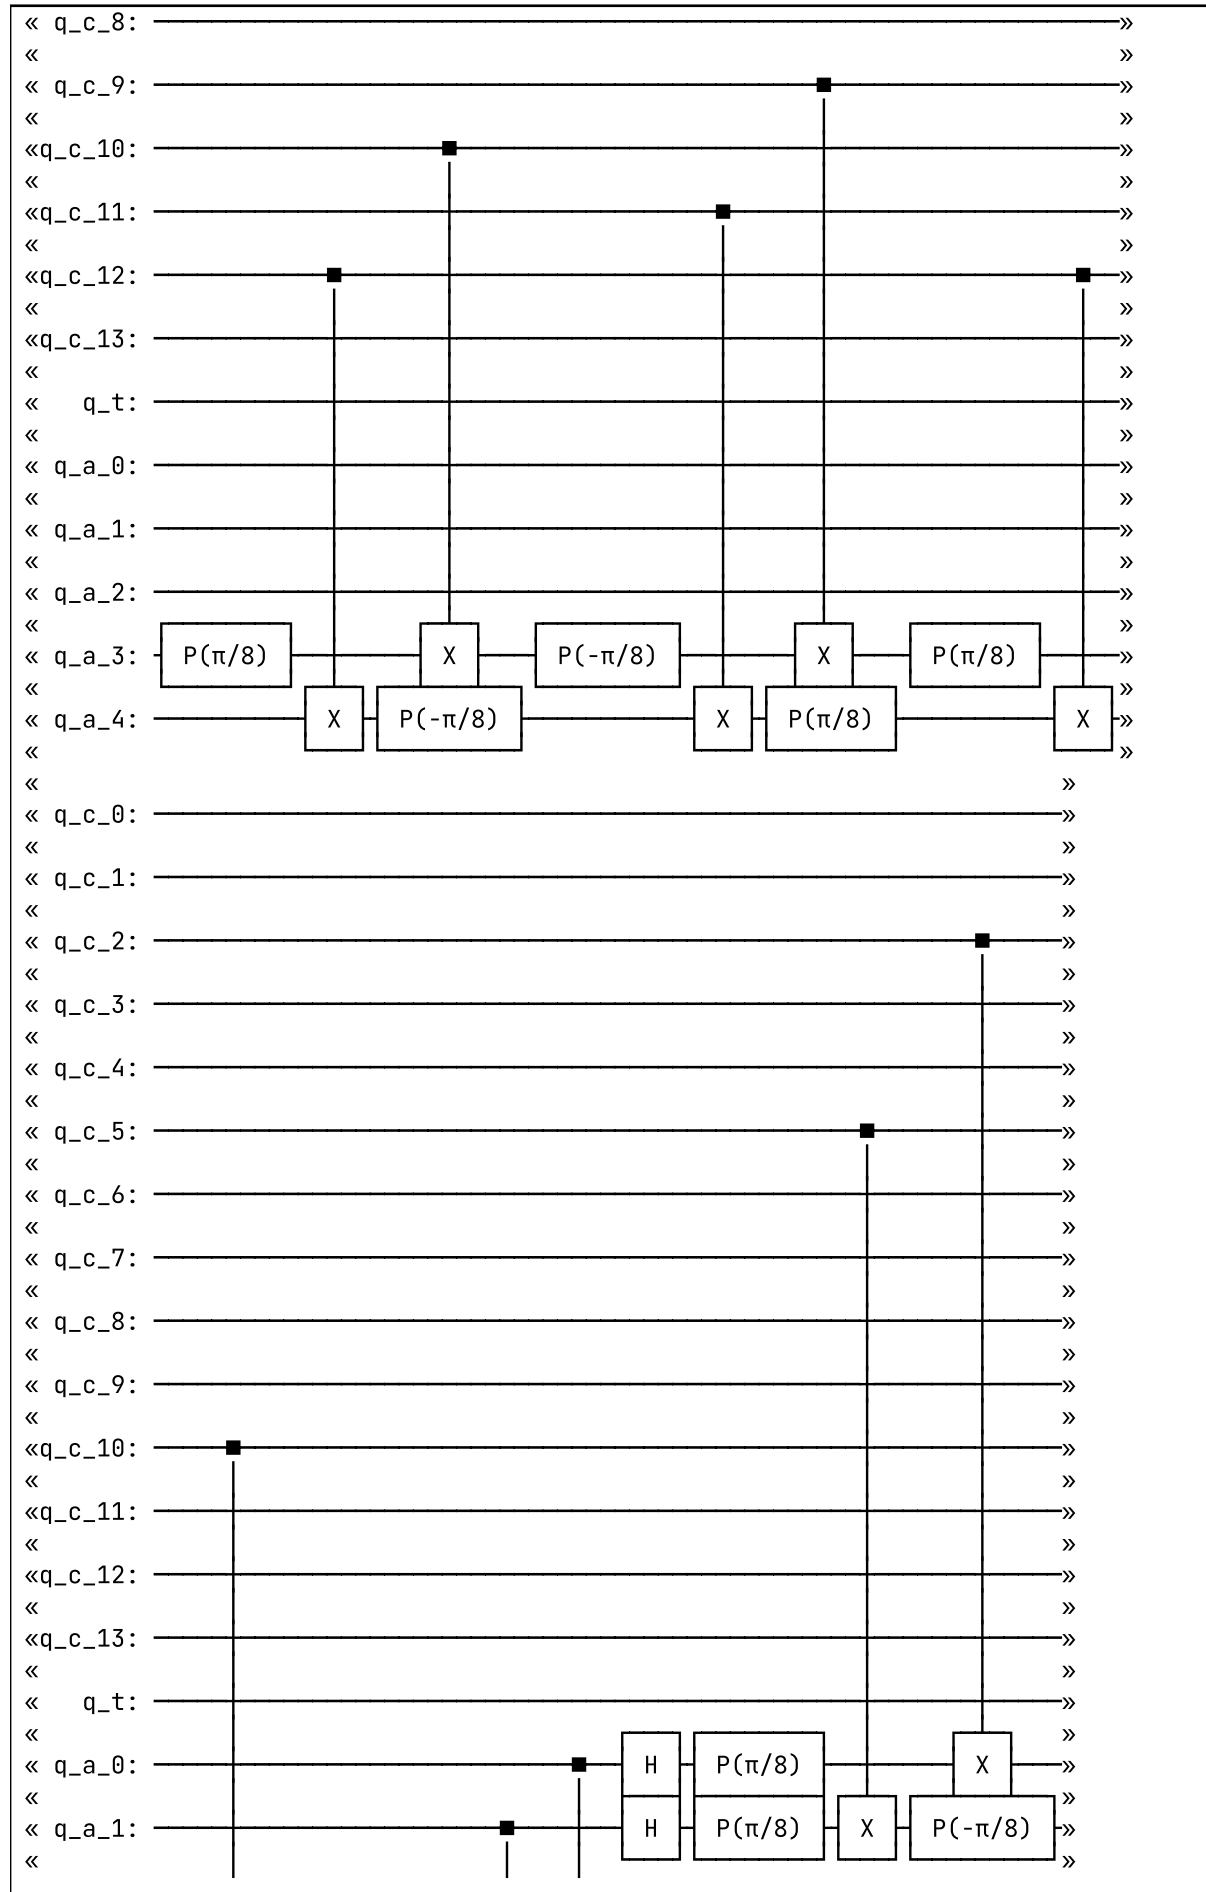 « q_c_8: »
« »
« q_c_9: »
« »
«q_c_10: »
« »
«q_c_11: »
« »
«q_c_12: »
« »
«q_c_13: »
« »
« q_t: »
« »
« q_a_0: »
« »
« q_a_1: »
« »
« q_a_2: »
« »
« q_a_3: P(π/8) X P(-π/8) X P(π/8) »
« »
« q_a_4: X P(-π/8) X P(π/8) X »
« »
« »
« q_c_0: »
« »
« q_c_1: »
« »
« q_c_2: »
« »
« q_c_3: »
« »
« q_c_4: »
« »
« q_c_5: »
« »
« q_c_6: »
« »
« q_c_7: »
« »
« q_c_8: »
« »
« q_c_9: »
« »
«q_c_10: »
« »
«q_c_11: »
« »
«q_c_12: »
« »
«q_c_13: »
« »
« q_t: »
« »
« q_a_0: H P(π/8) X »
« »
« q_a_1: H P(π/8) X P(-π/8) »
« »